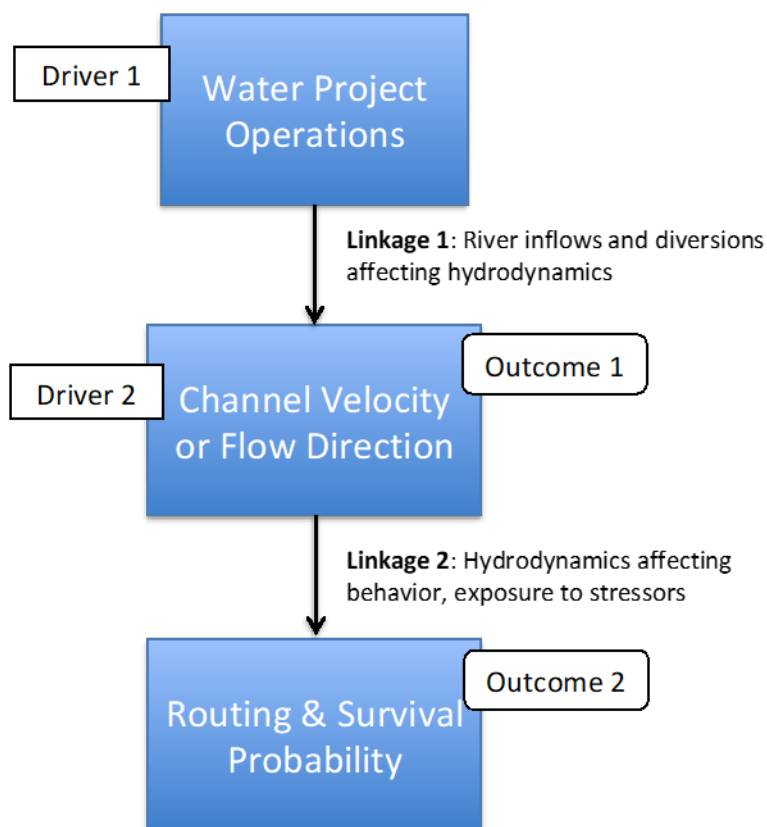 Driver 1
Water Project
Operations
Linkage 1: River inflows and diversions
affecting hydrodynamics
Outcome 1
Driver 2
Channel Velocity
or Flow Direction
Linkage 2: Hydrodynamics affecting
behavior, exposure to stressors
Outcome 2
Routing & Survival
Probability